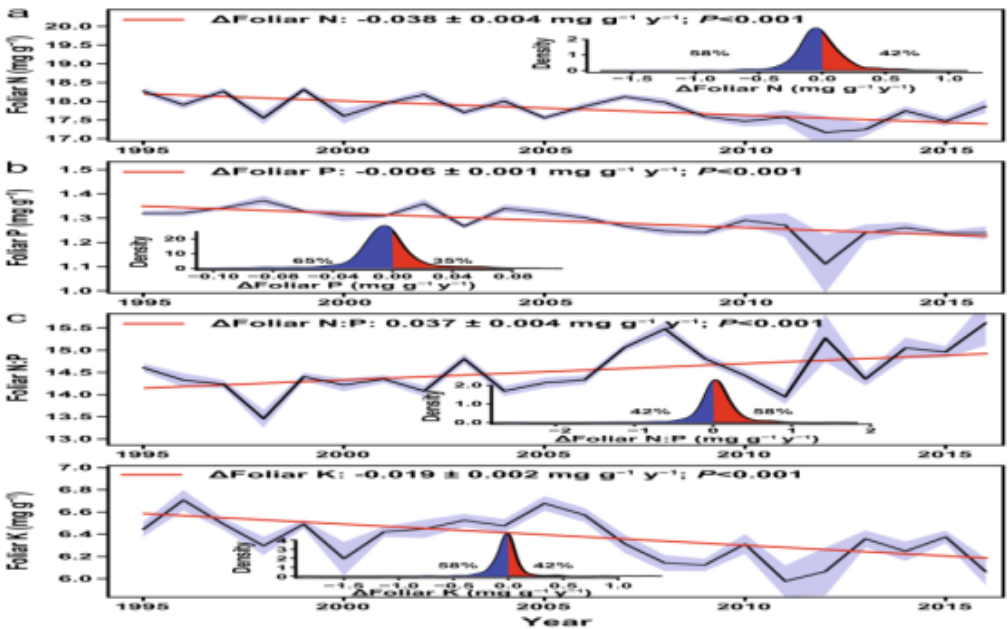 a
ΔFoliar N: -0.038 ± 0.004 mg g⁻¹ y⁻¹; P<0.001
Foliar N (mg g⁻¹)
20.0
19.5
19.0
18.5
18.0
17.5
17.0
Density
2
1
0
58%
42%
−1.5 −1.0 −0.5 0.0 0.5 1.0
ΔFoliar N (mg g⁻¹ y⁻¹)
1995 2000 2005 2010 2015
b
ΔFoliar P: -0.006 ± 0.001 mg g⁻¹ y⁻¹; P<0.001
Foliar P (mg g⁻¹)
1.5
1.4
1.3
1.2
1.1
1.0
Density
20
10
0
65%
35%
−0.10 −0.08 −0.04 0.00 0.04 0.08
ΔFoliar P (mg g⁻¹ y⁻¹)
1995 2000 2005 2010 2015
c
ΔFoliar N:P: 0.037 ± 0.004 mg g⁻¹ y⁻¹; P<0.001
Foliar N:P
15.5
15.0
14.5
14.0
13.5
13.0
Density
2.0
1.0
0.0
42%
58%
−2 −1 0 1 2
ΔFoliar N:P (mg g⁻¹ y⁻¹)
1995 2000 2005 2010 2015
ΔFoliar K: -0.019 ± 0.002 mg g⁻¹ y⁻¹; P<0.001
Foliar K (mg g⁻¹)
7.0
6.8
6.6
6.4
6.2
6.0
Density
58%
42%
−1.5 −1.0 −0.5 0.0 0.5 1.0
ΔFoliar K (mg g⁻¹ y⁻¹)
1995 2000 2005 2010 2015
Year